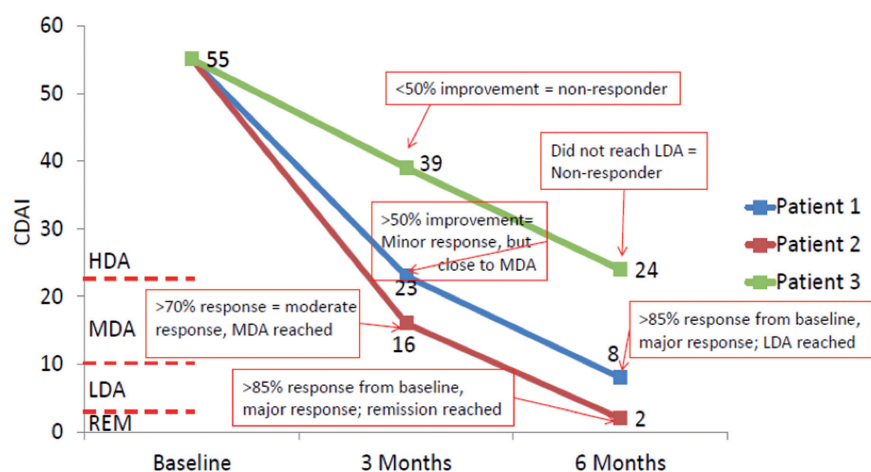 60
50
40
30
20
10
0
CDAI
HDA
MDA
LDA
REM
55
<50% improvement = non-responder
39
Did not reach LDA =
Non-responder
>50% improvement=
Minor response, but
close to MDA
23
24
>70% response = moderate
response, MDA reached
16
>85% response from baseline,
major response; LDA reached
8
>85% response from baseline,
major response; remission reached
2
Patient 1
Patient 2
Patient 3
Baseline
3 Months
6 Months